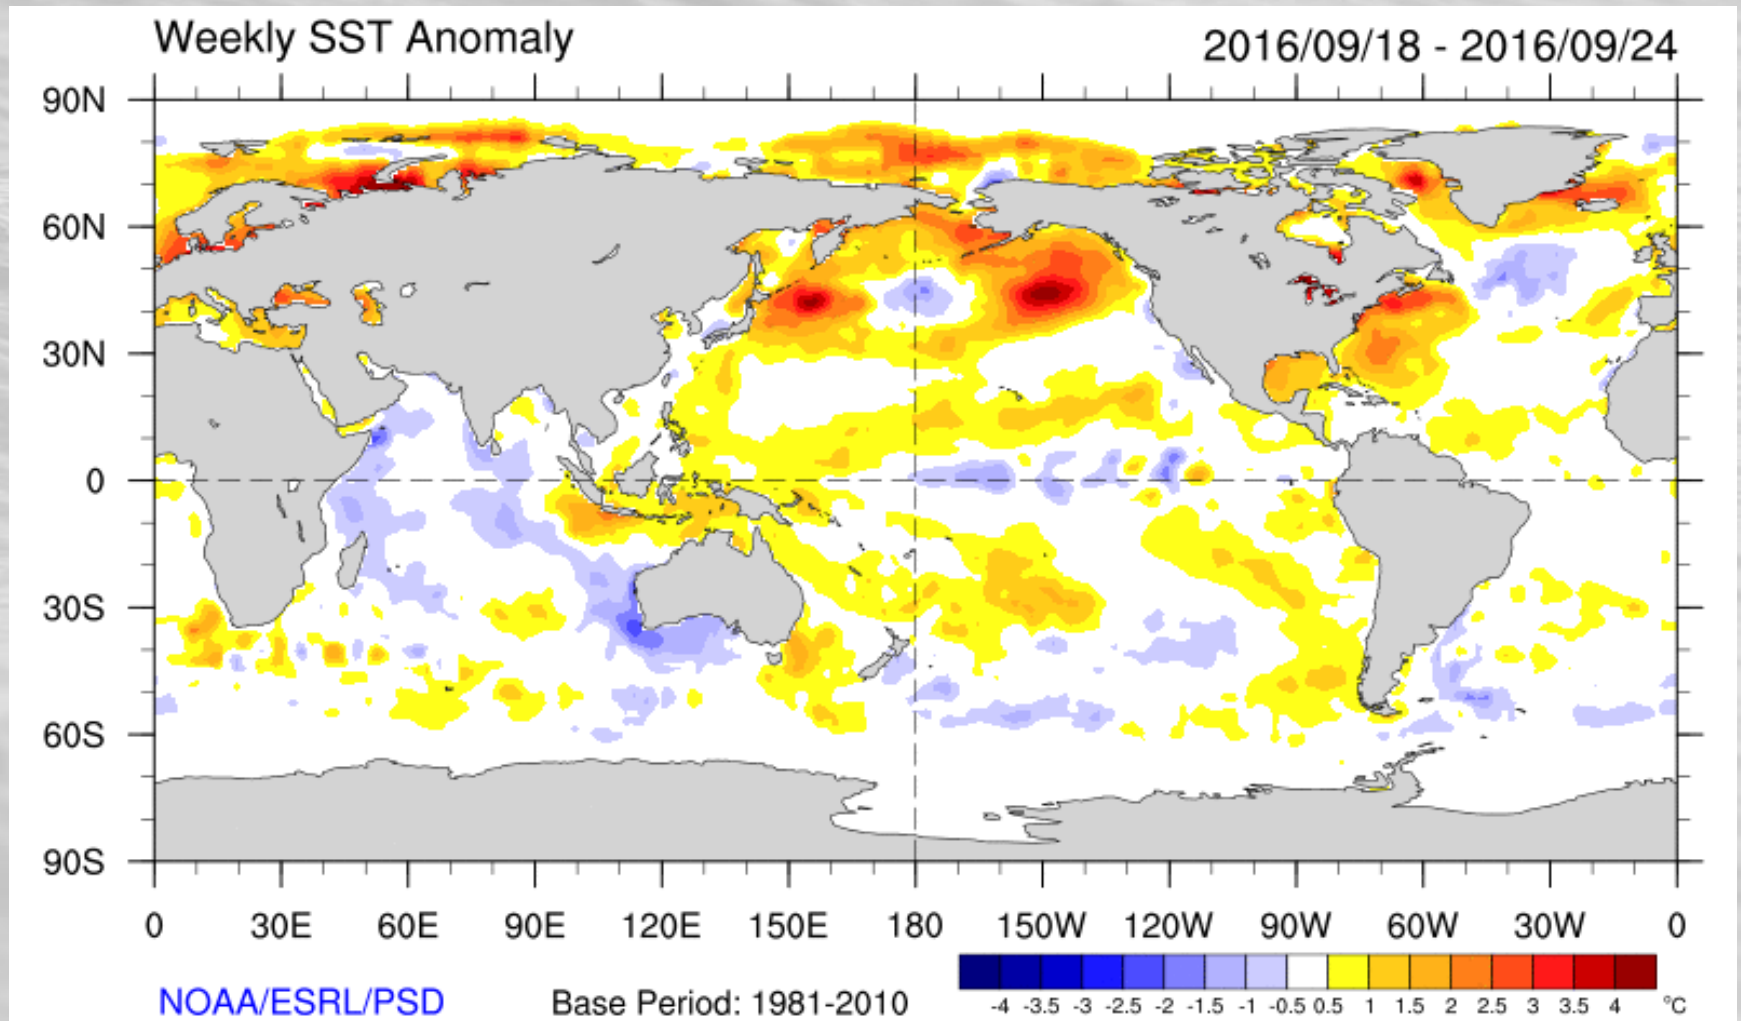 Weekly SST Anomaly
2016/09/18 - 2016/09/24
90N
60N
30N
0
30S
60S
90S
0 30E 60E 90E 120E 150E 180 150W 120W 90W 60W 30W 0
-4 -3.5 -3 -2.5 -2 -1.5 -1 -0.5 0.5 1 1.5 2 2.5 3 3.5 4 °C
NOAA/ESRL/PSD
Base Period: 1981-2010